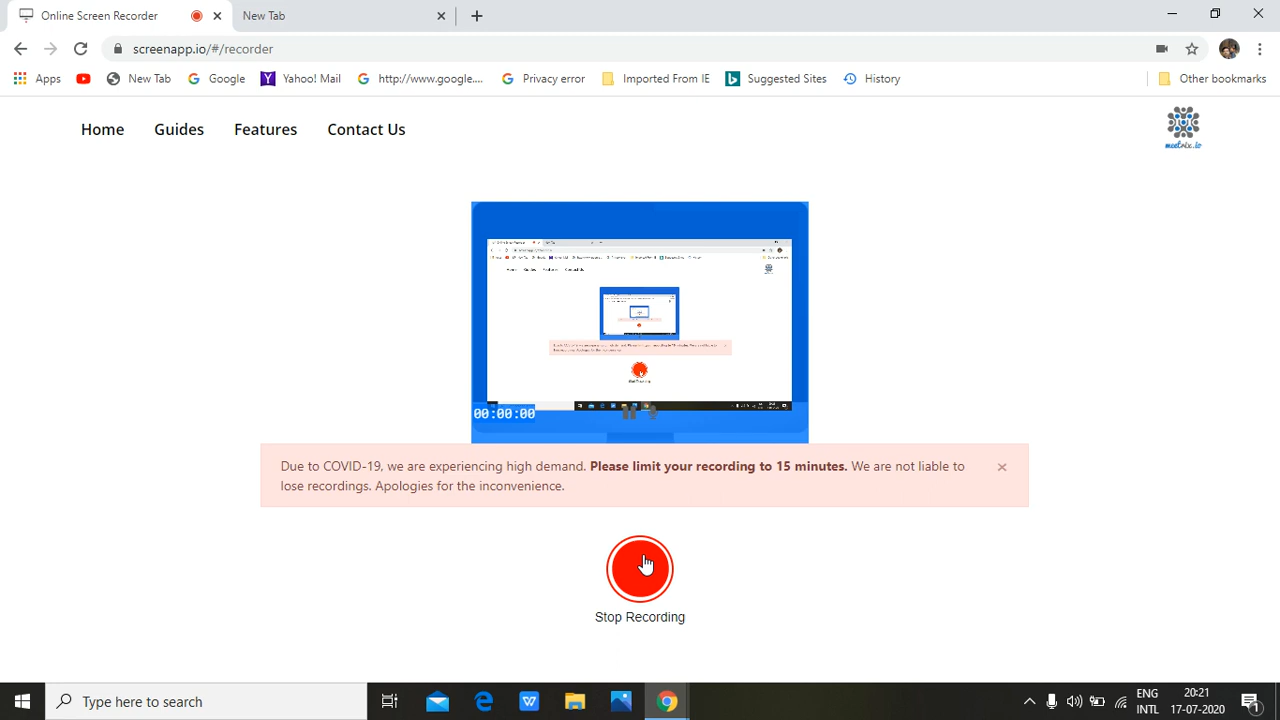 Online Screen Recorder
New Tab
screenapp.io/#/recorder
Apps
New Tab
Google
Yahoo! Mail
http://www.google....
Privacy error
Imported From IE
Suggested Sites
History
Other bookmarks
Home
Guides
Features
Contact Us
meetrix.io
00:00:00
Due to COVID-19, we are experiencing high demand. Please limit your recording to 15 minutes. We are not liable to
lose recordings. Apologies for the inconvenience.
Stop Recording
Type here to search
ENG
INTL
20:21
17-07-2020
1